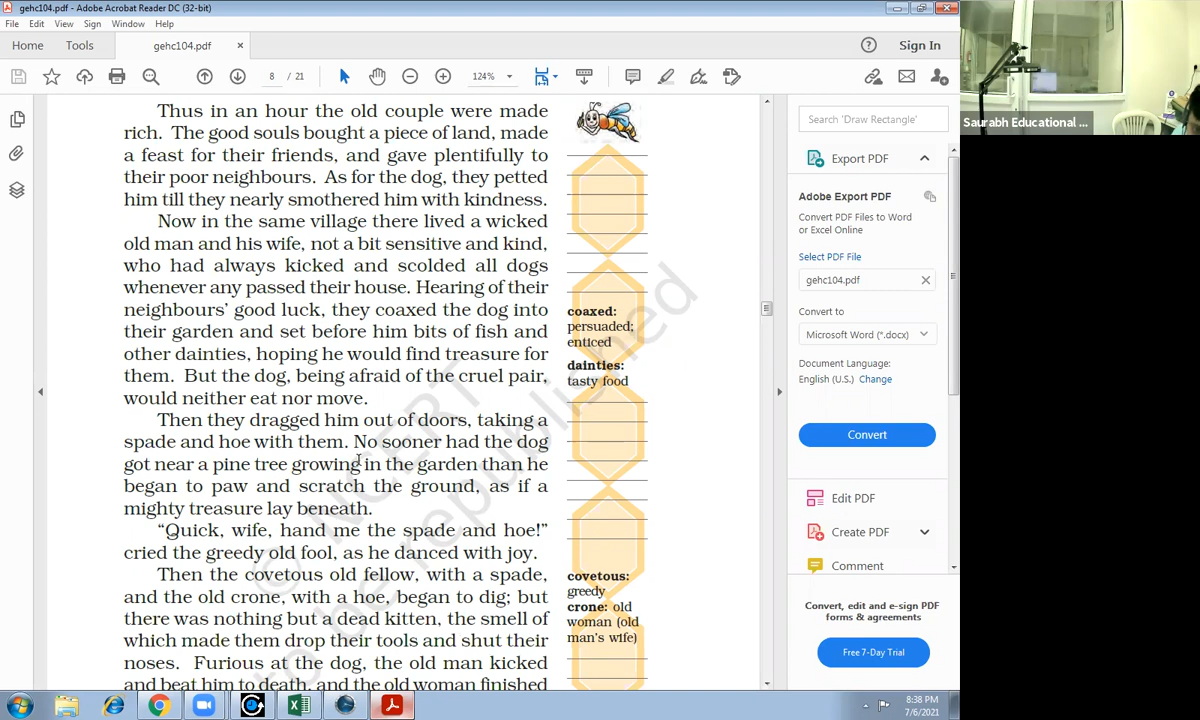 gehc104.pdf - Adobe Acrobat Reader DC (32-bit)
File Edit View Sign Window Help
Home Tools gehc104.pdf × Sign In
8 / 21 124%
Thus in an hour the old couple were made
rich. The good souls bought a piece of land, made
a feast for their friends, and gave plentifully to
their poor neighbours. As for the dog, they petted
him till they nearly smothered him with kindness.
Now in the same village there lived a wicked
old man and his wife, not a bit sensitive and kind,
who had always kicked and scolded all dogs
whenever any passed their house. Hearing of their
neighbours’ good luck, they coaxed the dog into
their garden and set before him bits of fish and
other dainties, hoping he would find treasure for
them. But the dog, being afraid of the cruel pair,
would neither eat nor move.
Then they dragged him out of doors, taking a
spade and hoe with them. No sooner had the dog
got near a pine tree growing in the garden than he
began to paw and scratch the ground, as if a
mighty treasure lay beneath.
“Quick, wife, hand me the spade and hoe!”
cried the greedy old fool, as he danced with joy.
Then the covetous old fellow, with a spade,
and the old crone, with a hoe, began to dig; but
there was nothing but a dead kitten, the smell of
which made them drop their tools and shut their
noses. Furious at the dog, the old man kicked
and beat him to death, and the old woman finished
coaxed:
persuaded;
enticed
dainties:
tasty food
covetous:
greedy
crone: old
woman (old
man’s wife)
© NCERT
to be republished
Search 'Draw Rectangle'
Export PDF
Adobe Export PDF
Convert PDF Files to Word
or Excel Online
Select PDF File
gehc104.pdf
Convert to
Microsoft Word (*.docx)
Document Language:
English (U.S.) Change
Convert
Edit PDF
Create PDF
Comment
Convert, edit and e-sign PDF
forms & agreements
Free 7-Day Trial
Saurabh Educational ...
8:38 PM
7/6/2021